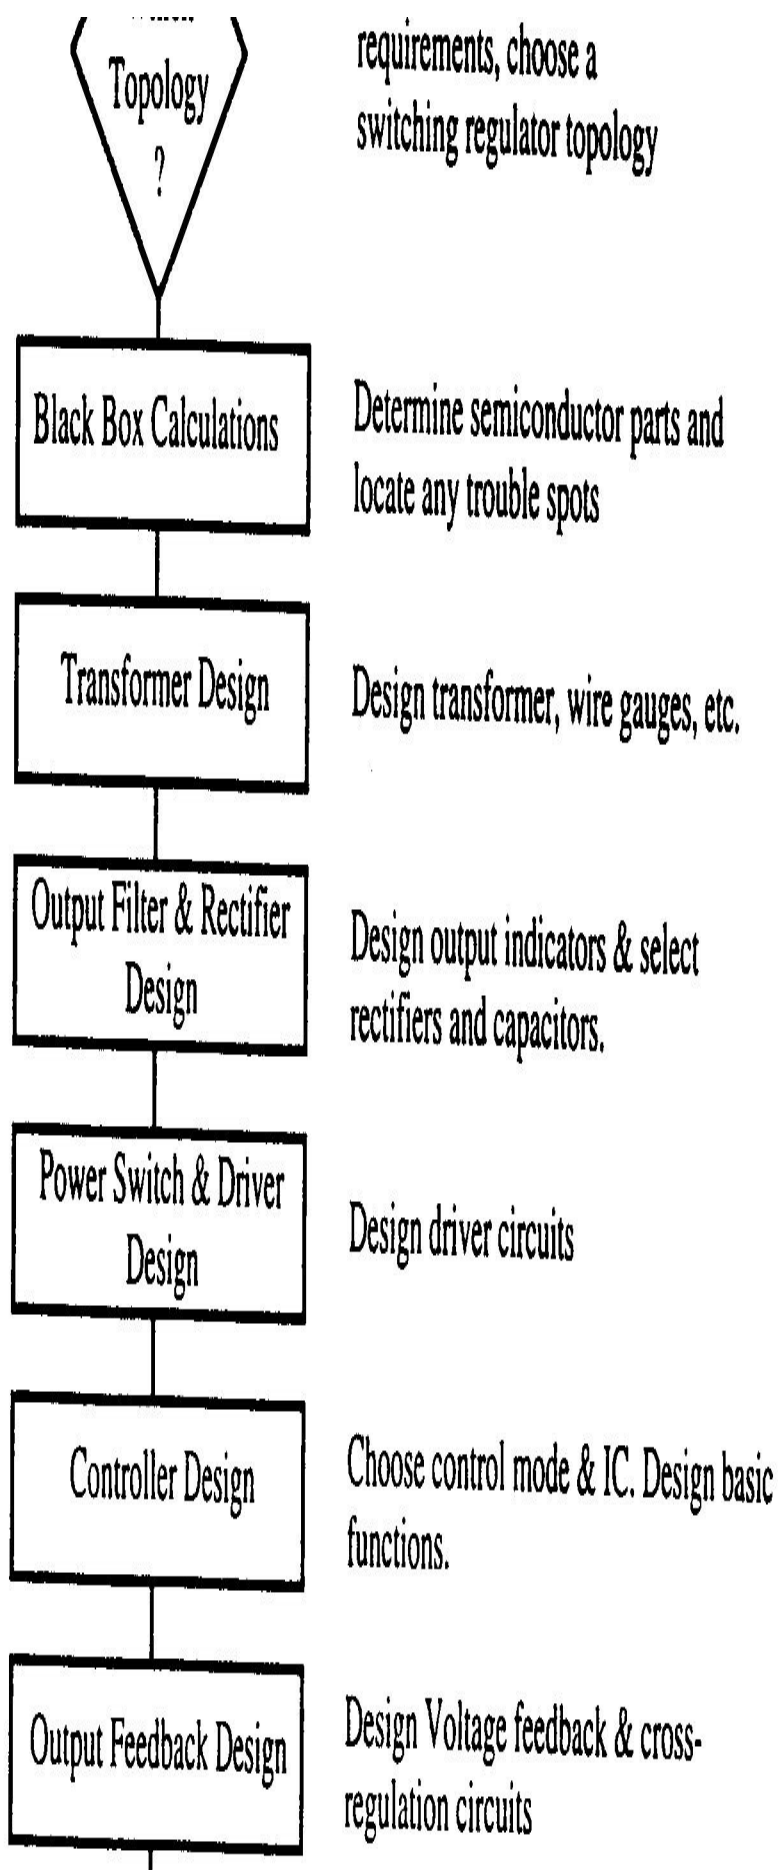 Topology
?
requirements, choose a
switching regulator topology
Black Box Calculations
Determine semiconductor parts and
locate any trouble spots
Transformer Design
Design transformer, wire gauges, etc.
Output Filter & Rectifier
Design
Design output indicators & select
rectifiers and capacitors.
Power Switch & Driver
Design
Design driver circuits
Controller Design
Choose control mode & IC. Design basic
functions.
Output Feedback Design
Design Voltage feedback & cross-
regulation circuits